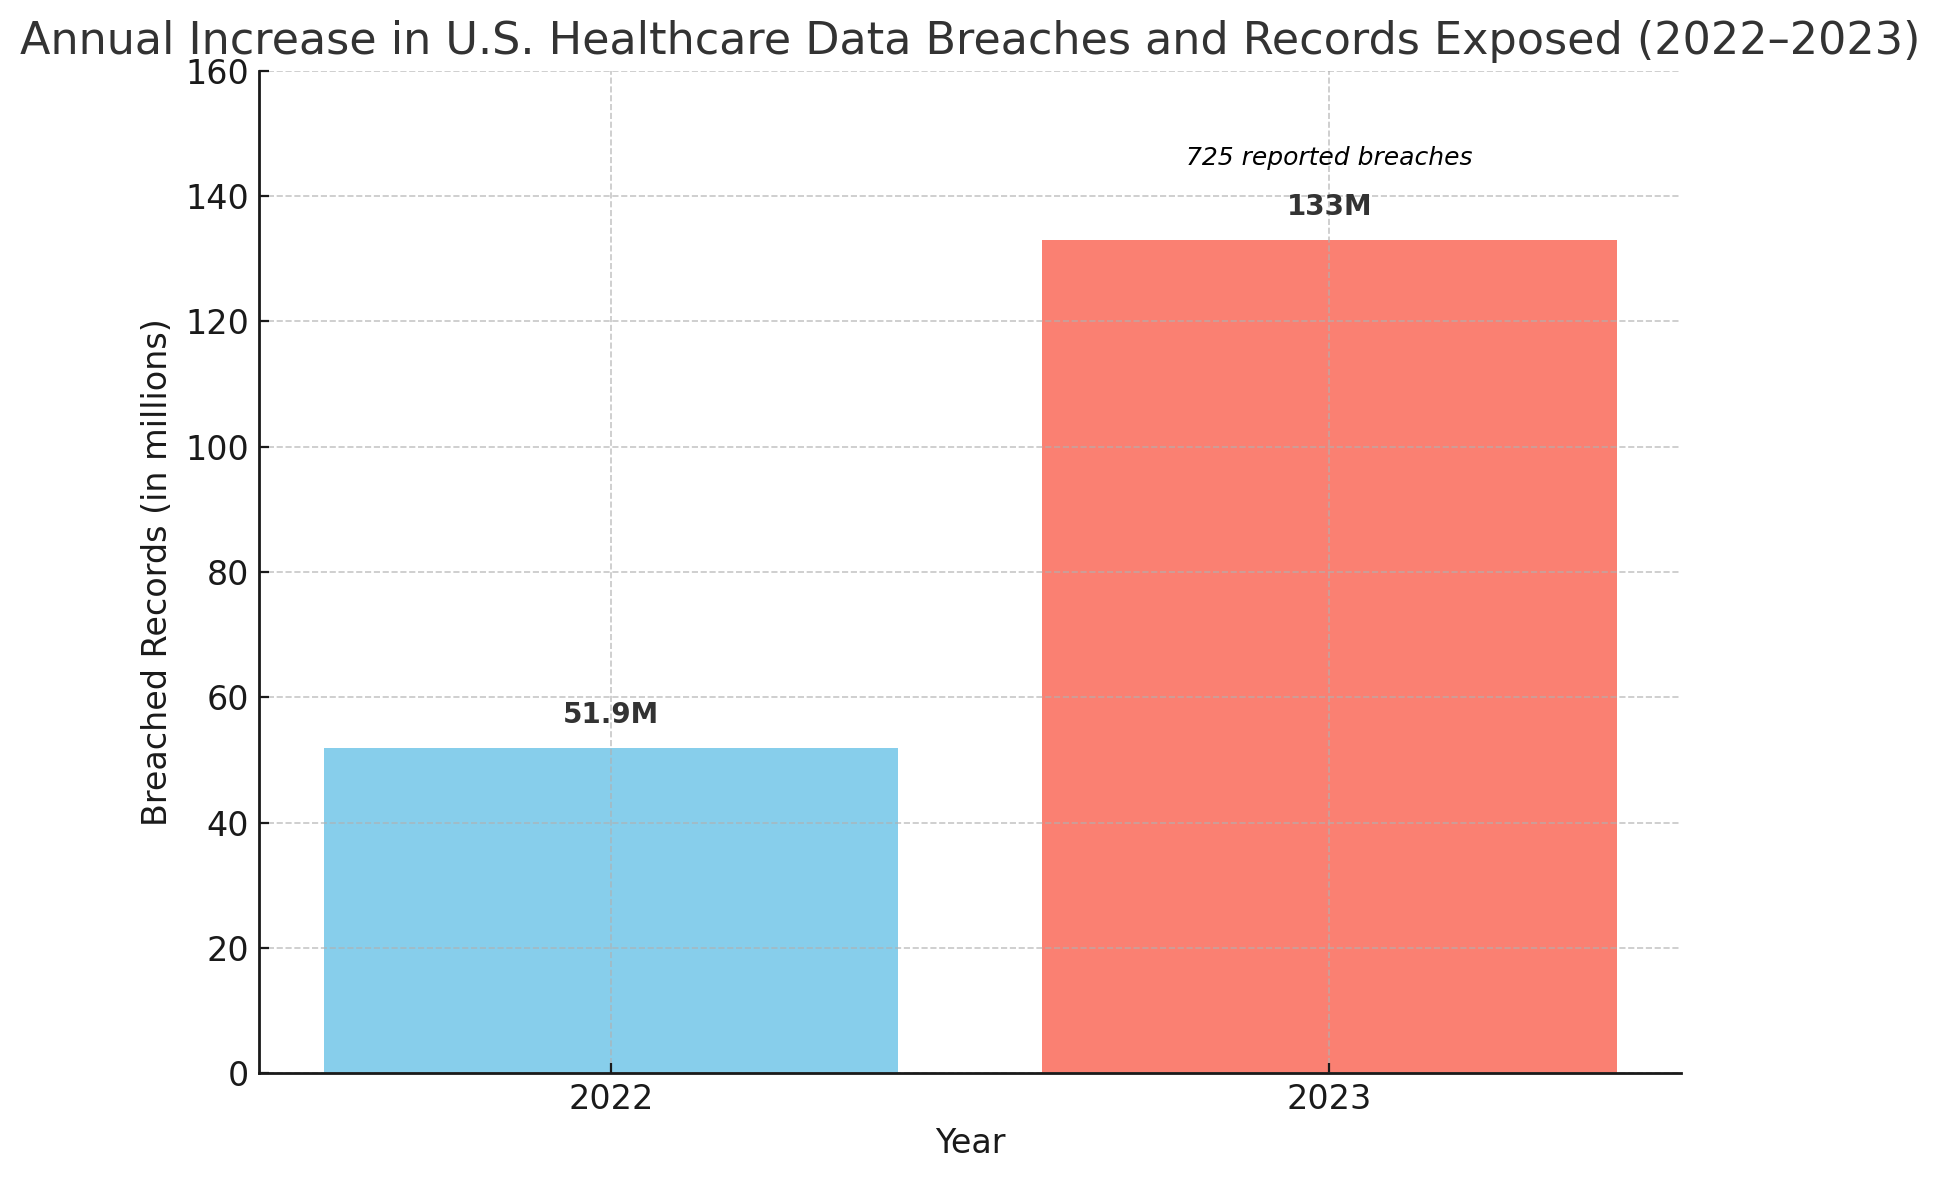 Annual Increase in U.S. Healthcare Data Breaches and Records Exposed (2022–2023)
160
725 reported breaches
140
133M
120
100
80
60
51.9M
40
20
0
Breached Records (in millions)
2022
2023
Year